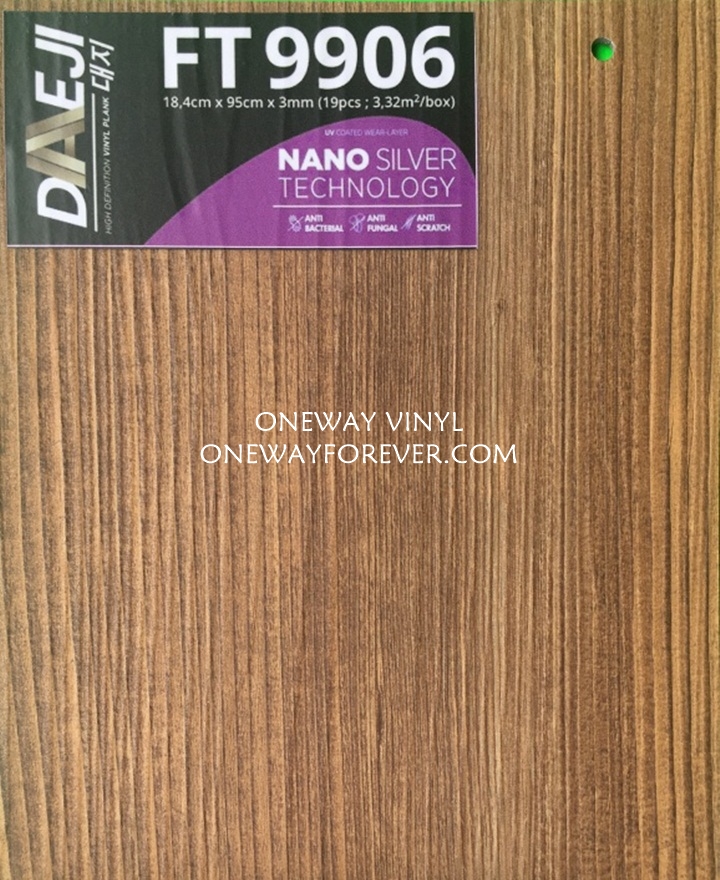 DAEJI 대지
HIGH DEFINITION VINYL PLANK
FT 9906
18,4cm x 95cm x 3mm (19pcs ; 3,32m²/box)
UV COATED WEAR-LAYER
NANO SILVER
TECHNOLOGY
ANTI BACTERIAL
ANTI FUNGAL
ANTI SCRATCH
ONEWAY VINYL
ONEWAYFOREVER.COM